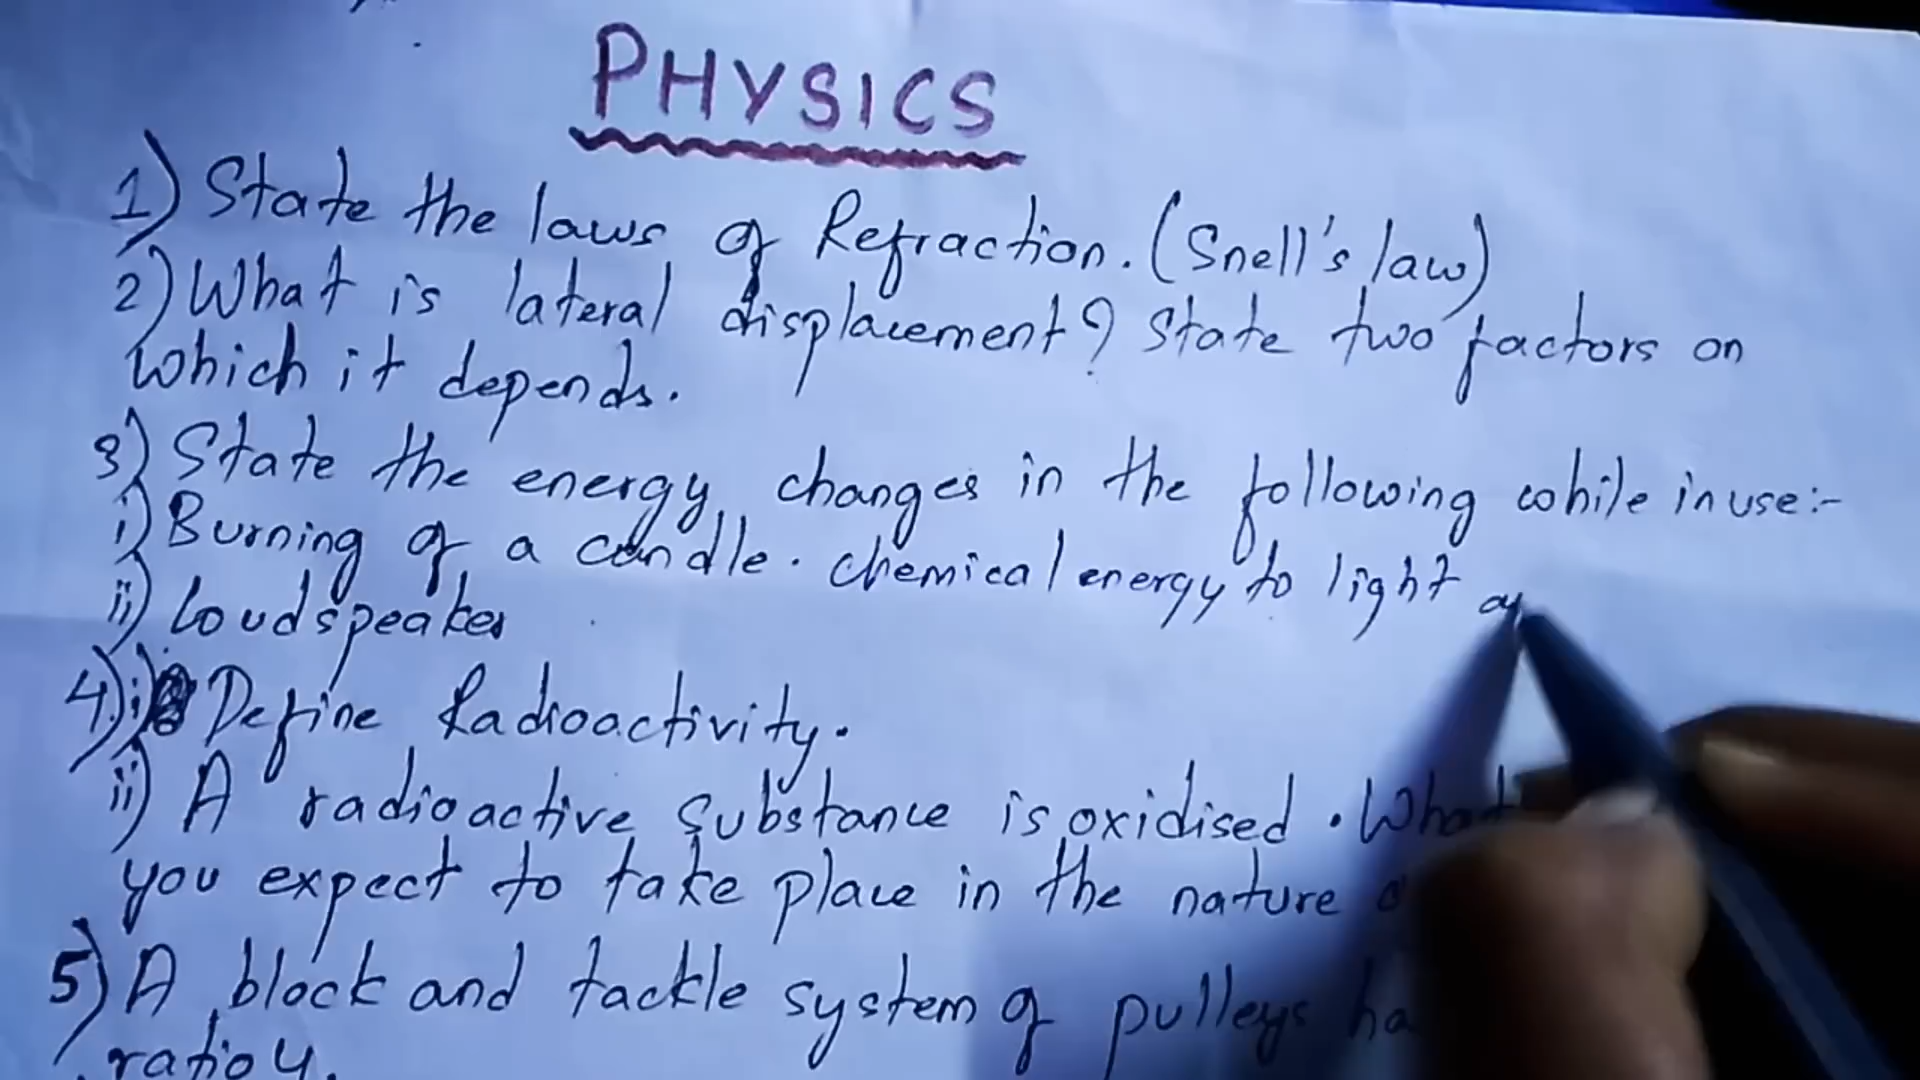 PHYSICS
1) State the laws of Refraction. (Snell's law)
2) What is lateral displacement? State two factors on
which it depends.
3) State the energy changes in the following while in use:-
i) Burning of a candle. chemical energy to light
ii) Loudspeaker
4) i) Define Radioactivity.
ii) A radioactive substance is oxidised. What
you expect to take place in the nature
5) A block and tackle system of pulleys
ratio 4.